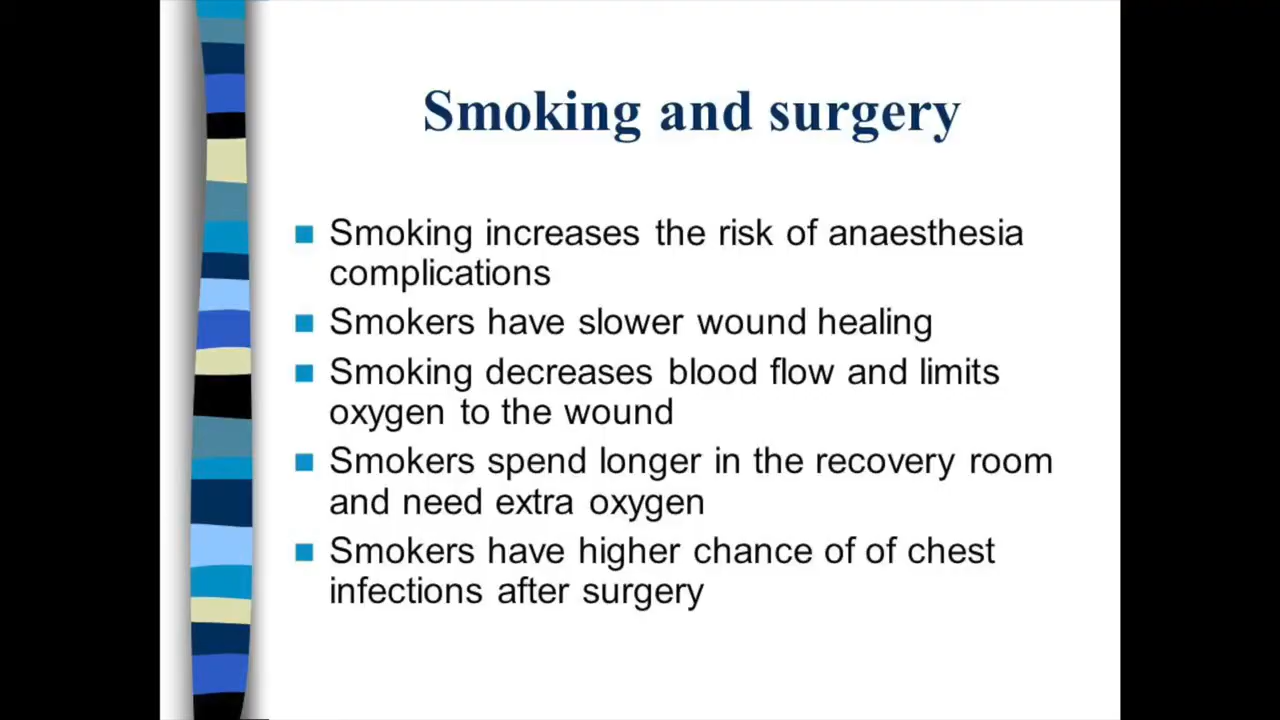 Smoking and surgery
Smoking increases the risk of anaesthesia
complications
Smokers have slower wound healing
Smoking decreases blood flow and limits
oxygen to the wound
Smokers spend longer in the recovery room
and need extra oxygen
Smokers have higher chance of of chest
infections after surgery